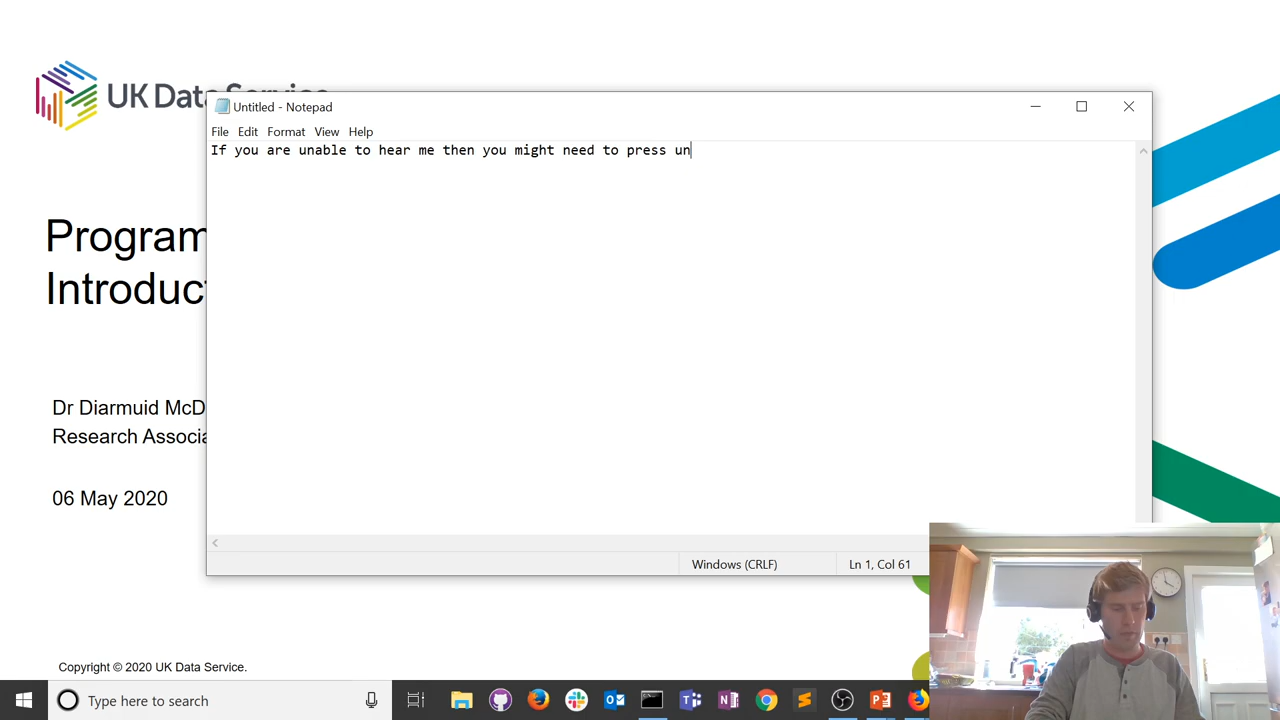 UK Data Service
Untitled - Notepad
File Edit Format View Help
If you are unable to hear me then you might need to press un
Program
Introduc
Dr Diarmuid McD
Research Associa
06 May 2020
Windows (CRLF)
Ln 1, Col 61
Copyright © 2020 UK Data Service.
Type here to search